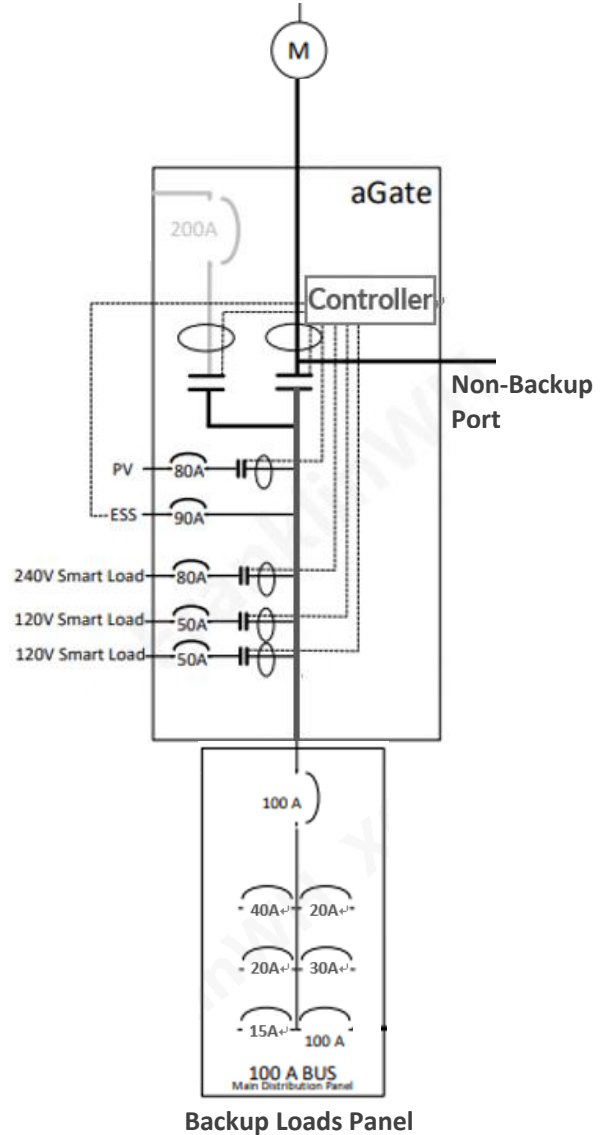 M
aGate
200A
Controller
Non-Backup
Port
PV
80A
ESS
90A
240V Smart Load
80A
120V Smart Load
50A
120V Smart Load
50A
100 A
40A
20A
20A
30A
15A
100 A
100 A BUS
Main Distribution Panel
Backup Loads Panel